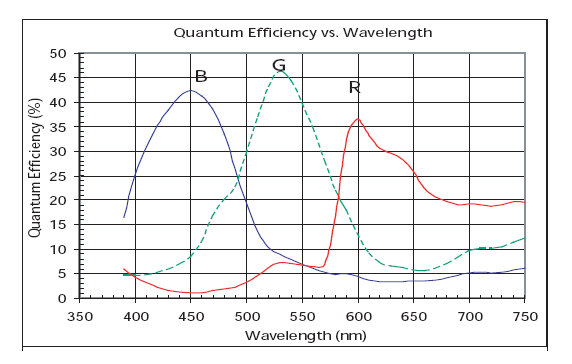 Quantum Efficiency vs. Wavelength
50
45
40
35
30
25
20
15
10
5
0
Quantum Efficiency (%)
B
G
R
350 400 450 500 550 600 650 700 750
Wavelength (nm)